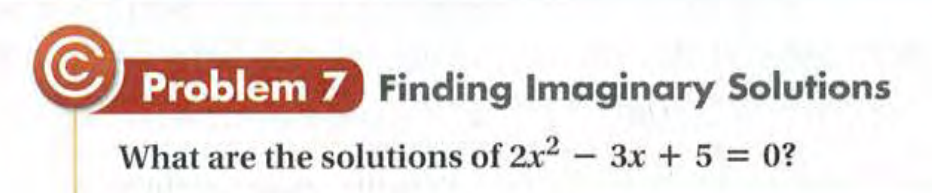 © Problem 7 Finding Imaginary Solutions
What are the solutions of 2x² − 3x + 5 = 0?